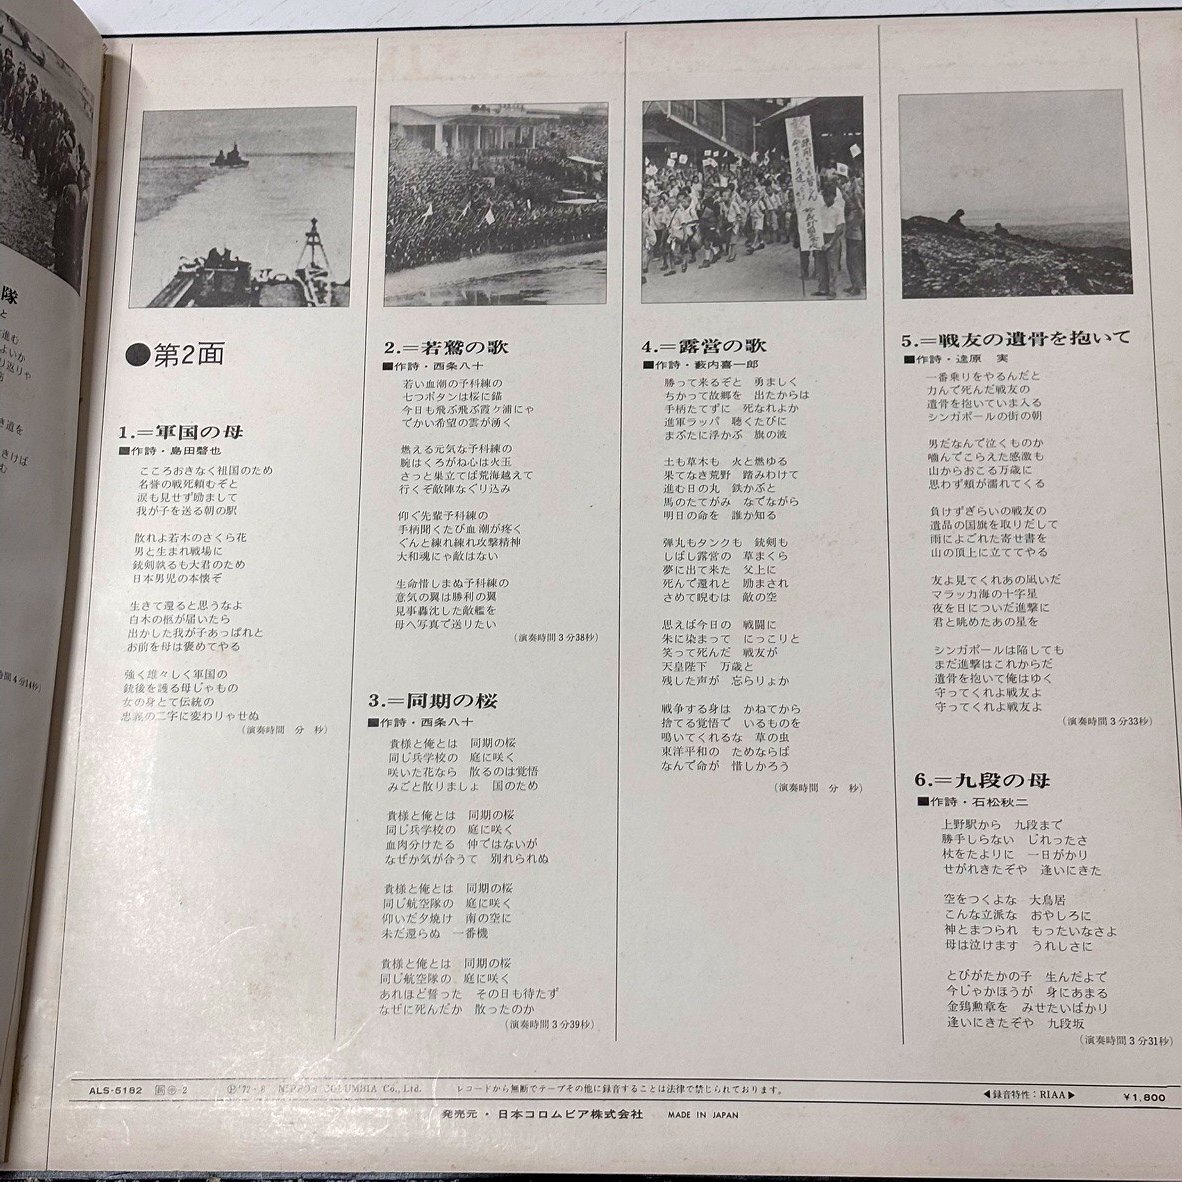 隊
と
進む
よいか
り返りゃ
き道を
きけば
む
時間4分14秒)
●第2面
1.=軍国の母
■作詩・島田磬也
こころおきなく祖国のため
名誉の戦死頼むぞと
涙も見せず励まして
我が子を送る朝の駅
散れよ若木のさくら花
男と生まれ戦場に
銃剣執るも大君のため
日本男児の本懐ぞ
生きて還ると思うなよ
白木の柩が届いたら
出かした我が子あっぱれと
お前を母は褒めてやる
強く雄々しく軍国の
銃後を護る母じゃもの
女の身とて伝統の
忠義の二字に変わりゃせぬ
(演奏時間 分 秒)
2.=若鷲の歌
■作詩・西条八十
若い血潮の予科練の
七つボタンは桜に錨
今日も飛ぶ飛ぶ霞ヶ浦にゃ
でかい希望の雲が湧く
燃える元気な予科練の
腕はくろがね心は火玉
さっと巣立てば荒海越えて
行くぞ敵陣なぐり込み
仰ぐ先輩予科練の
手柄聞くたび血潮が疼く
ぐんと練れ練れ攻撃精神
大和魂にゃ敵はない
生命惜しまぬ予科練の
意気の翼は勝利の翼
見事轟沈した敵艦を
母へ写真で送りたい
(演奏時間3分38秒)
3.=同期の桜
■作詩・西条八十
貴様と俺とは 同期の桜
同じ兵学校の 庭に咲く
咲いた花なら 散るのは覚悟
みごと散りましょ 国のため
貴様と俺とは 同期の桜
同じ兵学校の 庭に咲く
血肉分けたる 仲ではないが
なぜか気が合うて 別れられぬ
貴様と俺とは 同期の桜
同じ航空隊の 庭に咲く
仰いだ夕焼け 南の空に
未だ還らぬ 一番機
貴様と俺とは 同期の桜
同じ航空隊の 庭に咲く
あれほど誓った その日も待たず
なぜに死んだか 散ったのか
(演奏時間3分39秒)
4.=露営の歌
■作詩・藪内喜一郎
勝って来るぞと 勇ましく
ちかって故郷を 出たからは
手柄たてずに 死なれよか
進軍ラッパ 聴くたびに
まぶたに浮かぶ 旗の波
土も草木も 火と燃ゆる
果てなき荒野 踏みわけて
進む日の丸 鉄かぶと
馬のたてがみ なでながら
明日の命を 誰か知る
弾丸もタンクも 銃剣も
しばし露営の 草まくら
夢に出て来た 父上に
死んで還れと 励まされ
さめて睨むは 敵の空
思えば今日の 戦闘に
朱に染まって にっこりと
笑って死んだ 戦友が
天皇陛下 万歳と
残した声が 忘らりょか
戦争する身は かねてから
捨てる覚悟で いるものを
鳴いてくれるな 草の虫
東洋平和の ためならば
なんで命が 惜しかろう
(演奏時間 分 秒)
5.=戦友の遺骨を抱いて
■作詩・逵原 実
一番乗りをやるんだと
力んで死んだ戦友の
遺骨を抱いていま入る
シンガポールの街の朝
男だなんで泣くものか
噛んでこらえた感激も
山からおこる万歳に
思わず頬が濡れてくる
負けずぎらいの戦友の
遺品の国旗を取りだして
雨によごれた寄せ書を
山の頂上に立ててやる
友よ見てくれあの凪いだ
マラッカ海の十字星
夜を日についだ進撃に
君と眺めたあの星を
シンガポールは陥しても
まだ進撃はこれからだ
遺骨を抱いて俺はゆく
守ってくれよ戦友よ
守ってくれよ戦友よ
(演奏時間3分33秒)
6.=九段の母
■作詩・石松秋二
上野駅から 九段まで
勝手しらない じれったさ
杖をたよりに 一日がかり
せがれきたぞや 逢いにきた
空をつくよな 大鳥居
こんな立派な おやしろに
神とまつられ もったいなさよ
母は泣けます うれしさに
とびがたかの子 生んだよで
今じゃかほうが 身にあまる
金鵄勲章を みせたいばかり
逢いにきたぞや 九段坂
(演奏時間3分31秒)
ALS-5182
Ⓟ'72・8 NIPPON COLUMBIA Co., Ltd.
レコードから無断でテープその他に録音することは法律で禁じられております。
◀録音特性：RIAA▶
¥1,800
発売元・日本コロムビア株式会社 MADE IN JAPAN